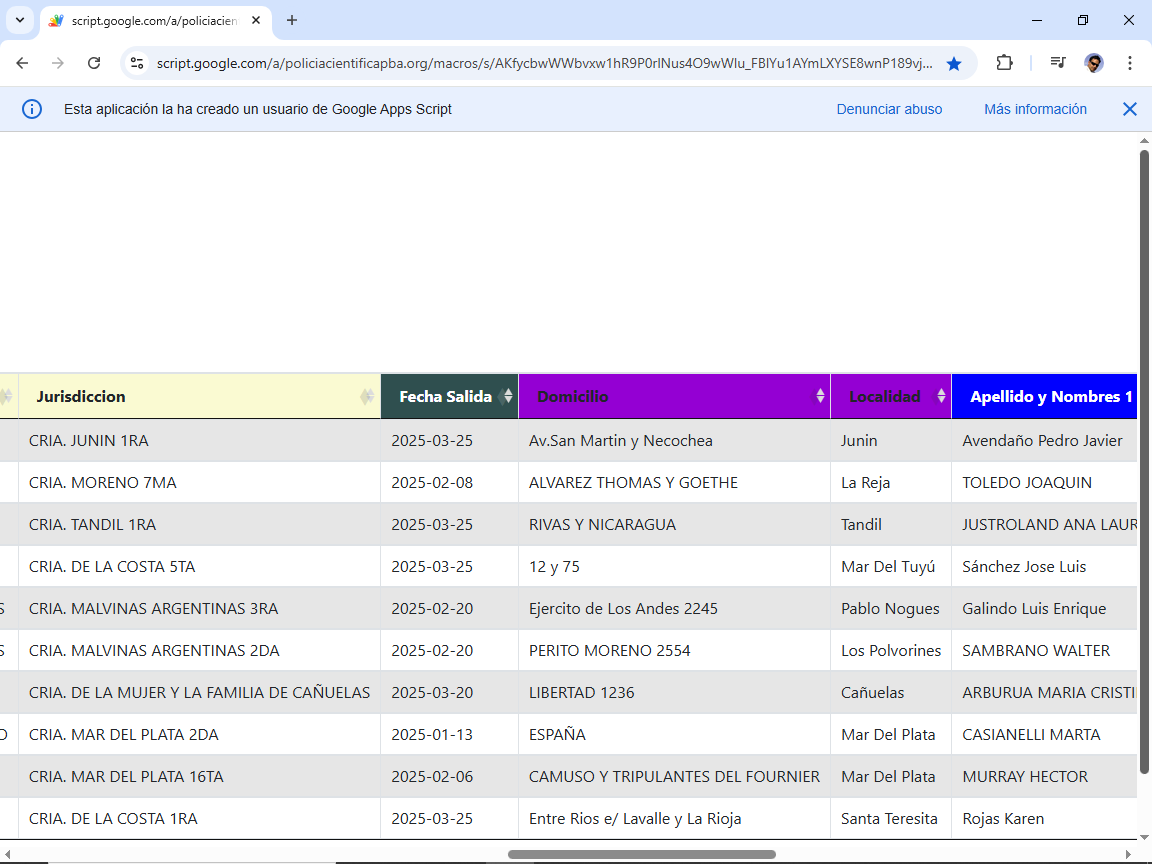 script.google.com/a/policiacien
script.google.com/a/policiacientificapba.org/macros/s/AKfycbwWWbvxw1hR9P0rlNus4O9wWlu_FBlYu1AYmLXYSE8wnP189vj...
Esta aplicación la ha creado un usuario de Google Apps Script Denunciar abuso Más información
Jurisdiccion Fecha Salida Domicilio Localidad Apellido y Nombres 1
CRIA. JUNIN 1RA 2025-03-25 Av.San Martin y Necochea Junin Avendaño Pedro Javier
CRIA. MORENO 7MA 2025-02-08 ALVAREZ THOMAS Y GOETHE La Reja TOLEDO JOAQUIN
CRIA. TANDIL 1RA 2025-03-25 RIVAS Y NICARAGUA Tandil JUSTROLAND ANA LAUR
CRIA. DE LA COSTA 5TA 2025-03-25 12 y 75 Mar Del Tuyú Sánchez Jose Luis
S CRIA. MALVINAS ARGENTINAS 3RA 2025-02-20 Ejercito de Los Andes 2245 Pablo Nogues Galindo Luis Enrique
S CRIA. MALVINAS ARGENTINAS 2DA 2025-02-20 PERITO MORENO 2554 Los Polvorines SAMBRANO WALTER
CRIA. DE LA MUJER Y LA FAMILIA DE CAÑUELAS 2025-03-20 LIBERTAD 1236 Cañuelas ARBURUA MARIA CRISTI
O CRIA. MAR DEL PLATA 2DA 2025-01-13 ESPAÑA Mar Del Plata CASIANELLI MARTA
CRIA. MAR DEL PLATA 16TA 2025-02-06 CAMUSO Y TRIPULANTES DEL FOURNIER Mar Del Plata MURRAY HECTOR
CRIA. DE LA COSTA 1RA 2025-03-25 Entre Rios e/ Lavalle y La Rioja Santa Teresita Rojas Karen